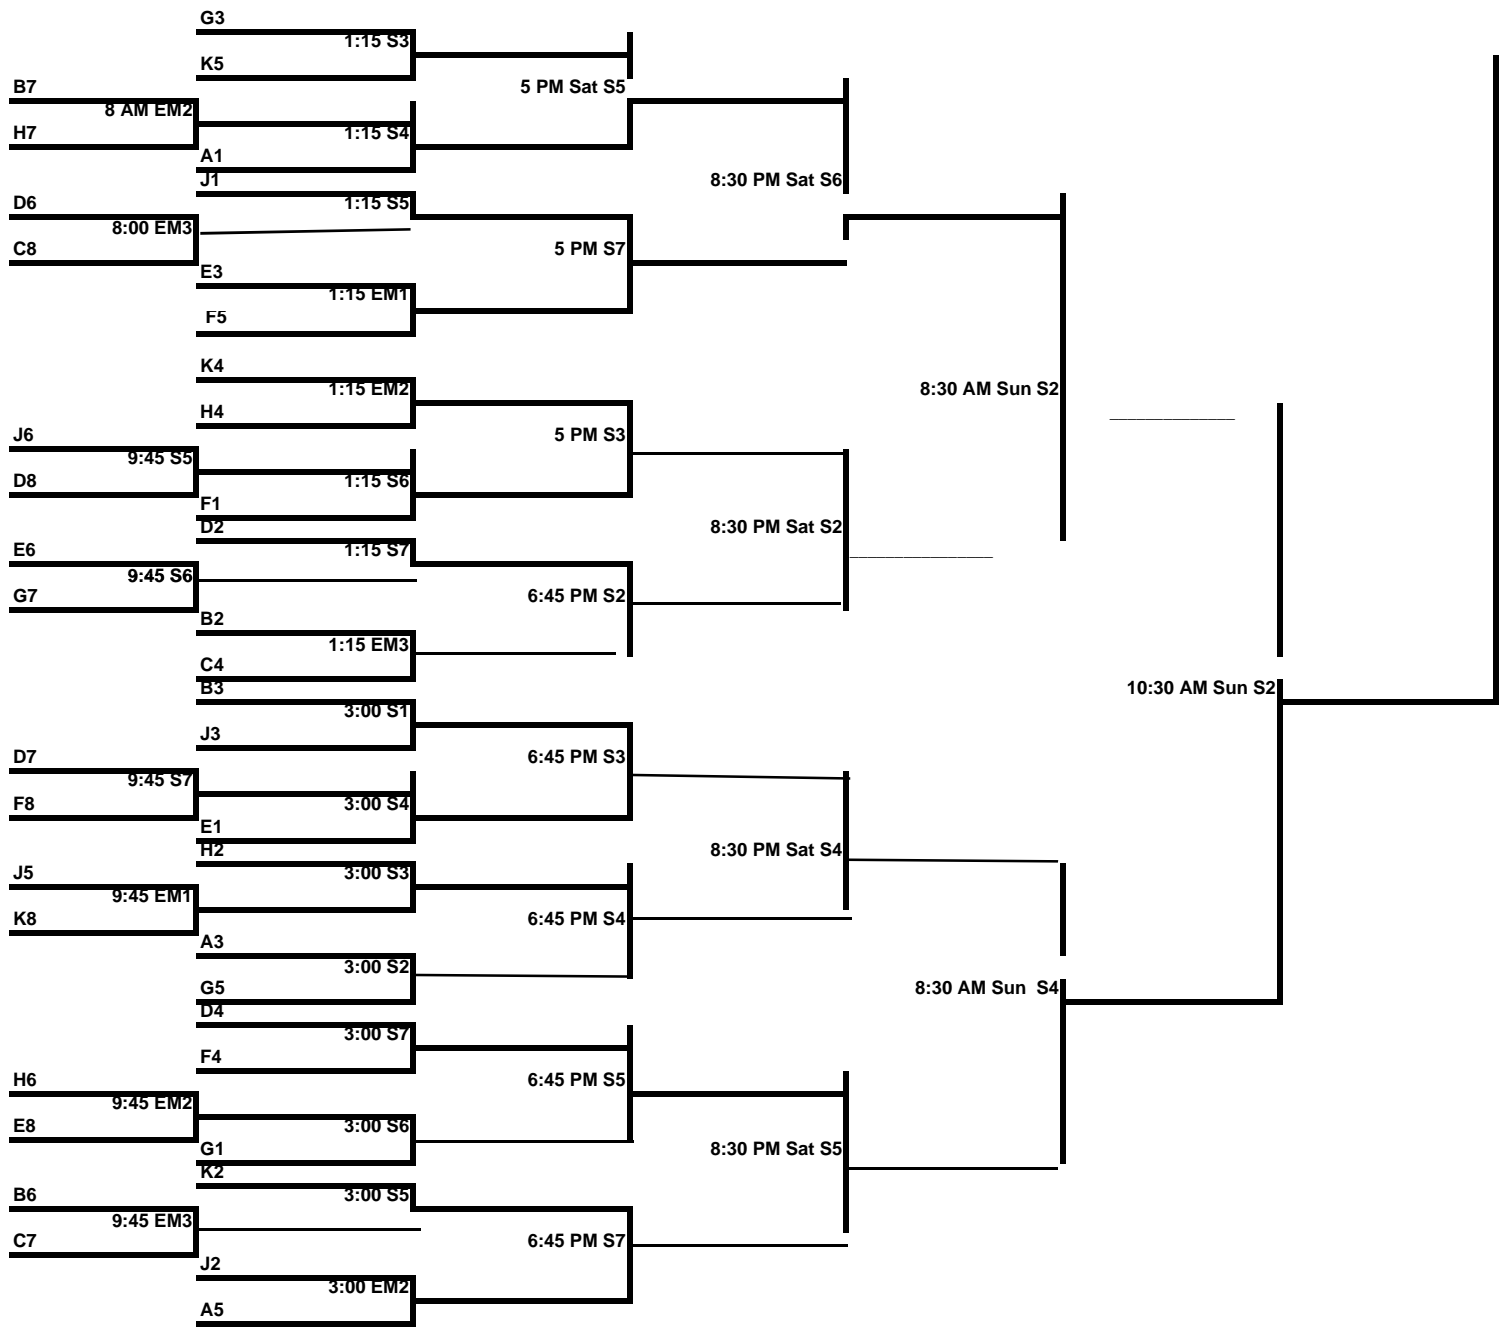 G3
1:15 S3
K5
B7
5 PM Sat S5
8 AM EM2
H7
1:15 S4
A1
J1
8:30 PM Sat S6
D6
1:15 S5
8:00 EM3
C8
5 PM S7
E3
1:15 EM1
F5
K4
1:15 EM2
8:30 AM Sun S2
H4
J6
5 PM S3
9:45 S5
D8
1:15 S6
F1
D2
8:30 PM Sat S2
E6
1:15 S7
9:45 S6
G7
6:45 PM S2
B2
1:15 EM3
C4
B3
10:30 AM Sun S2
3:00 S1
J3
D7
6:45 PM S3
9:45 S7
F8
3:00 S4
E1
H2
8:30 PM Sat S4
J5
3:00 S3
9:45 EM1
K8
6:45 PM S4
A3
3:00 S2
G5
8:30 AM Sun  S4
D4
3:00 S7
F4
H6
6:45 PM S5
9:45 EM2
E8
3:00 S6
G1
8:30 PM Sat S5
K2
B6
3:00 S5
9:45 EM3
C7
6:45 PM S7
J2
3:00 EM2
A5